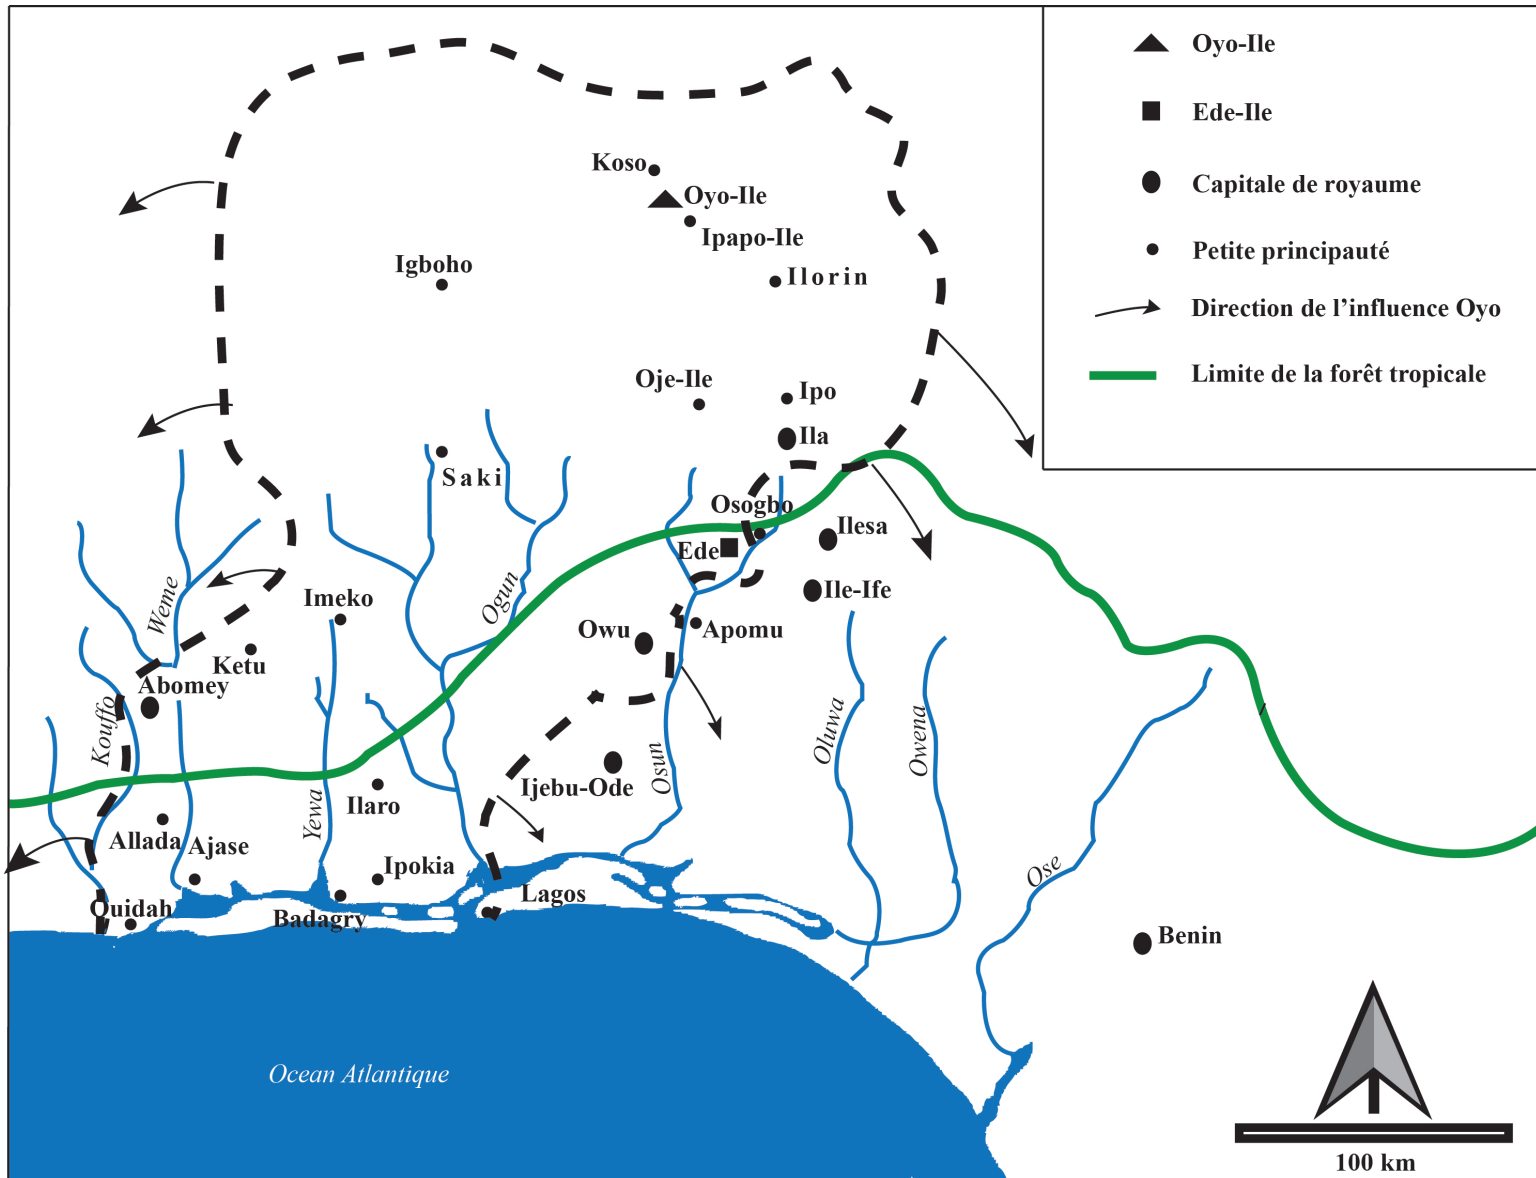 Oyo-Ile
Ede-Ile
Capitale de royaume
Petite principauté
Direction de l’influence Oyo
Limite de la forêt tropicale
Koso
Oyo-Ile
Ipapo-Ile
Igboho
Ilorin
Oje-Ile
Ipo
Ila
Saki
Osogbo
Ilesa
Ede
Ile-Ife
Weme
Ogun
Imeko
Owu
Apomu
Ketu
Abomey
Kouffo
Oluwa
Owena
Osun
Ijebu-Ode
Yewa
Ilaro
Allada
Ajase
Ipokia
Ose
Lagos
Ouidah
Badagry
Benin
Ocean Atlantique
100 km